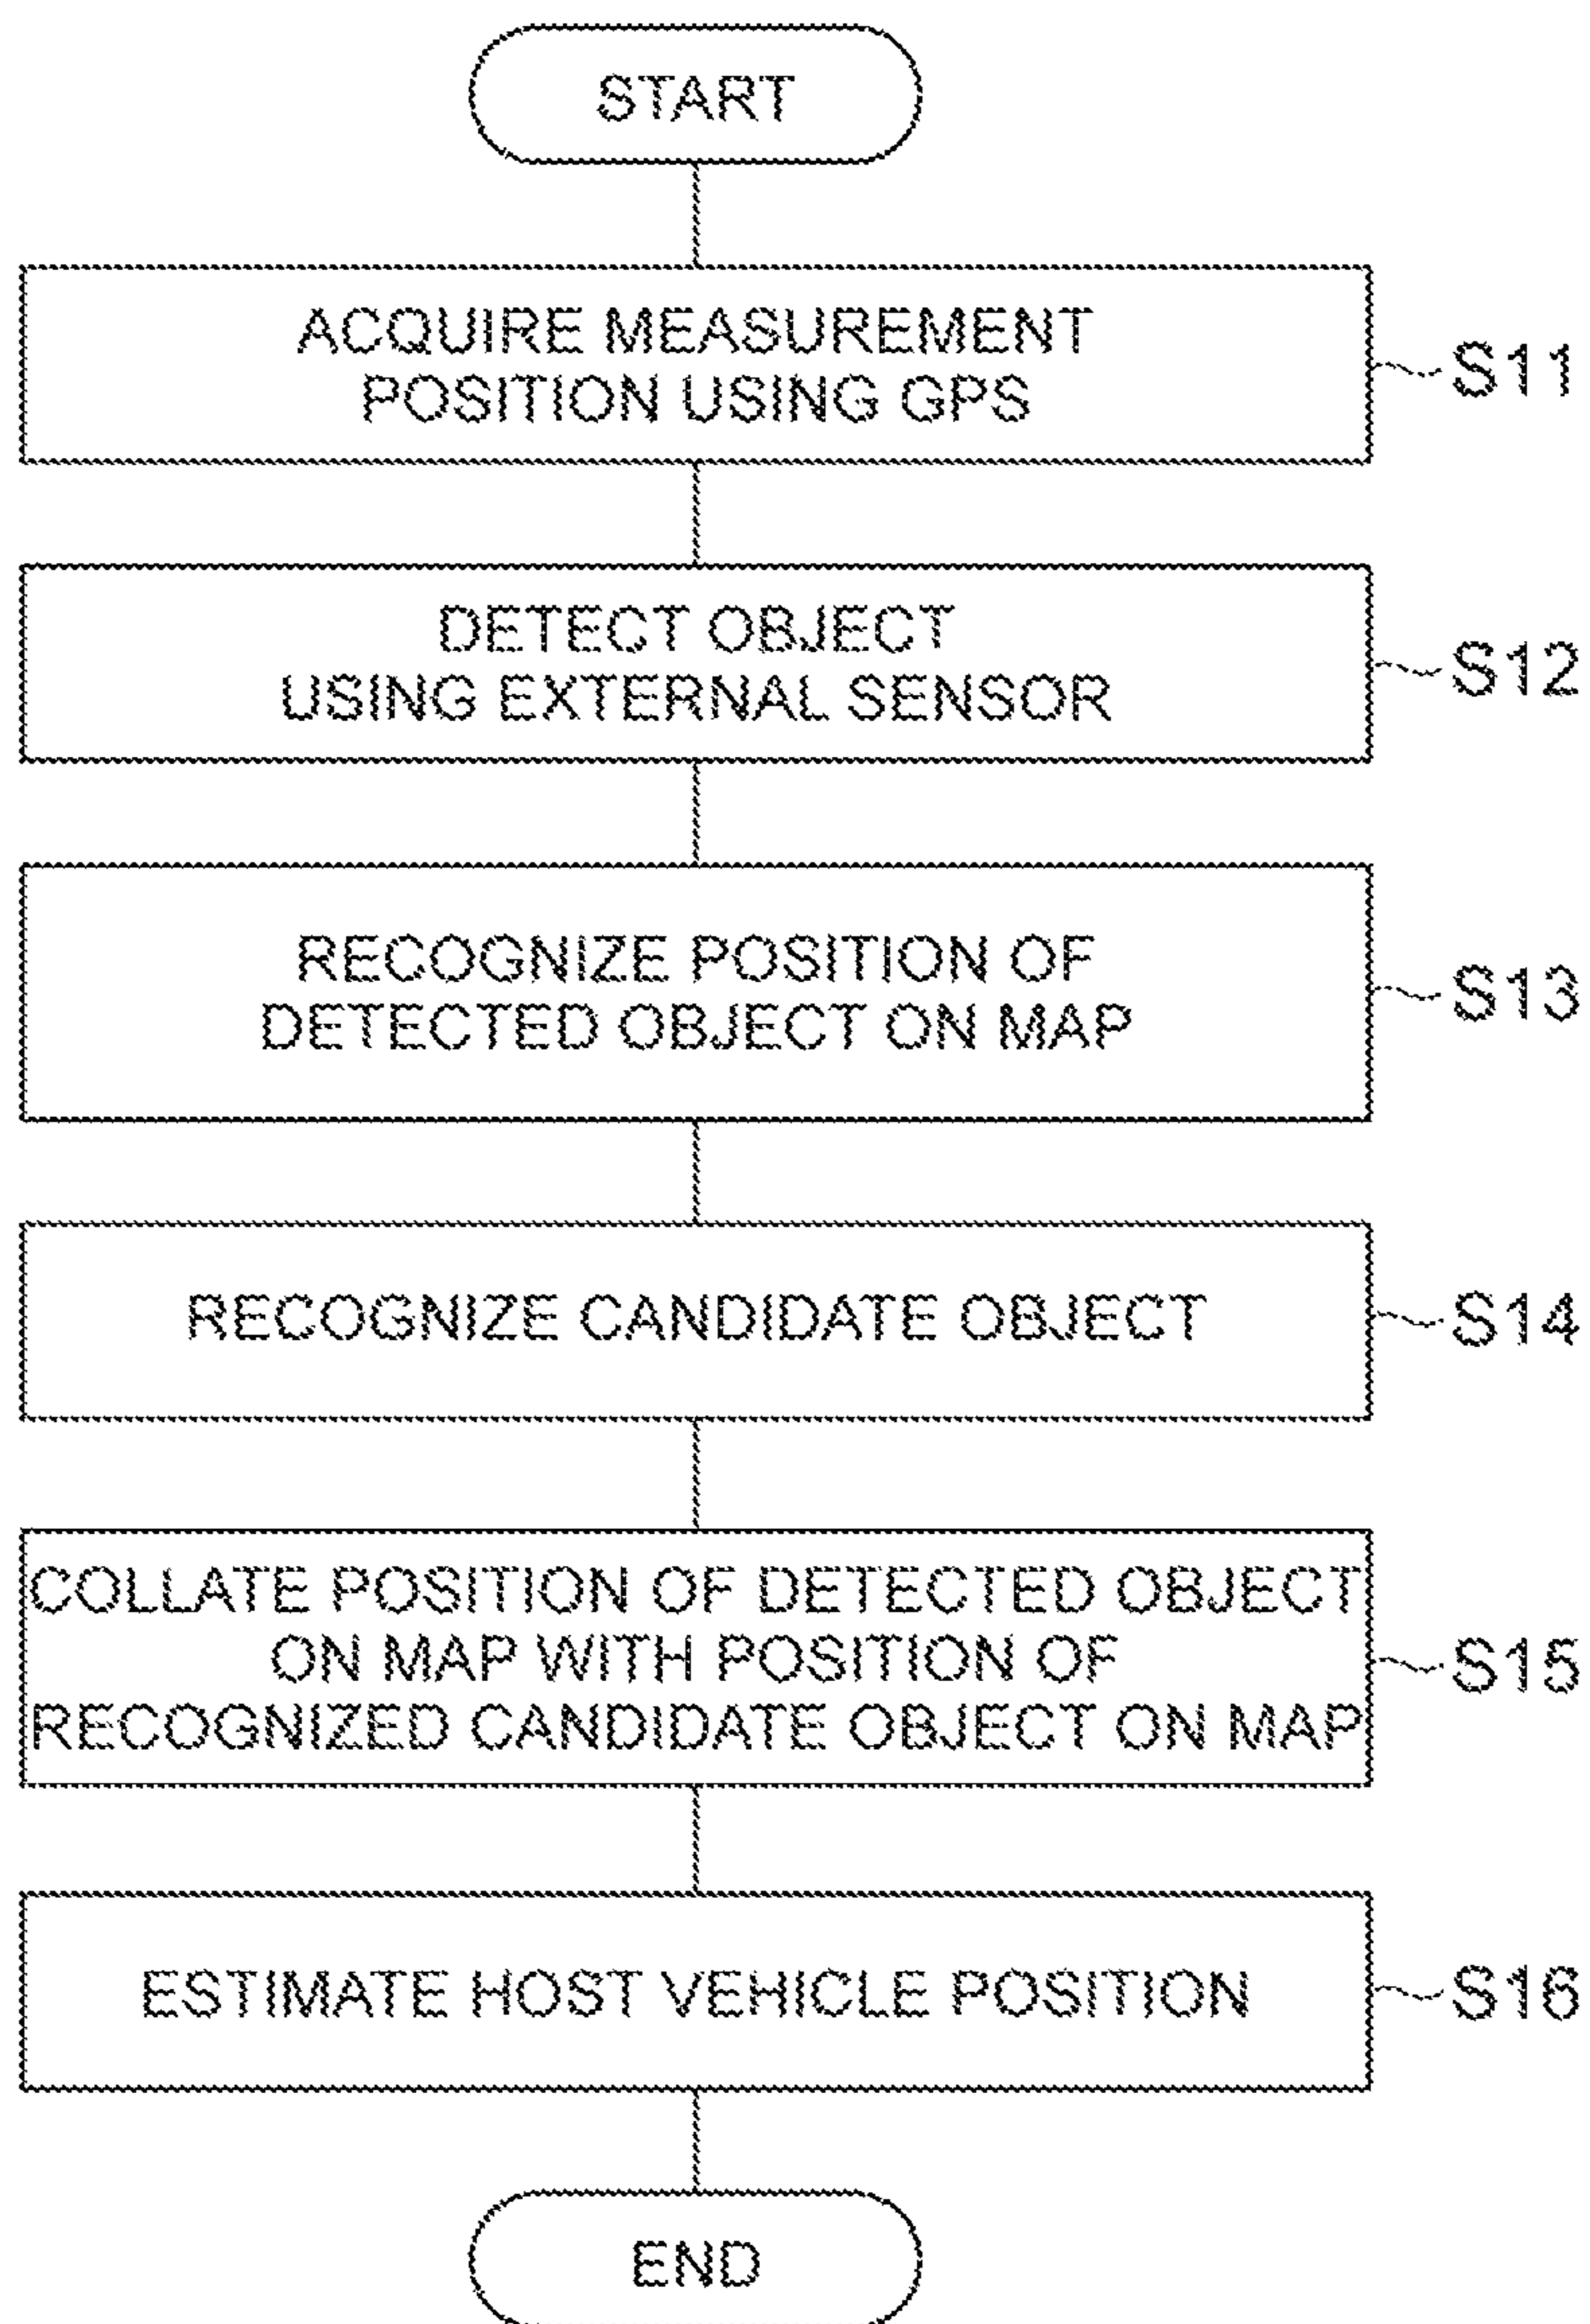 START
ACQUIRE MEASUREMENT
POSITION USING GPS
S11
DETECT OBJECT
USING EXTERNAL SENSOR
S12
RECOGNIZE POSITION OF
DETECTED OBJECT ON MAP
S13
RECOGNIZE CANDIDATE OBJECT
S14
COLLATE POSITION OF DETECTED OBJECT
ON MAP WITH POSITION OF
RECOGNIZED CANDIDATE OBJECT ON MAP
S15
ESTIMATE HOST VEHICLE POSITION
S16
END